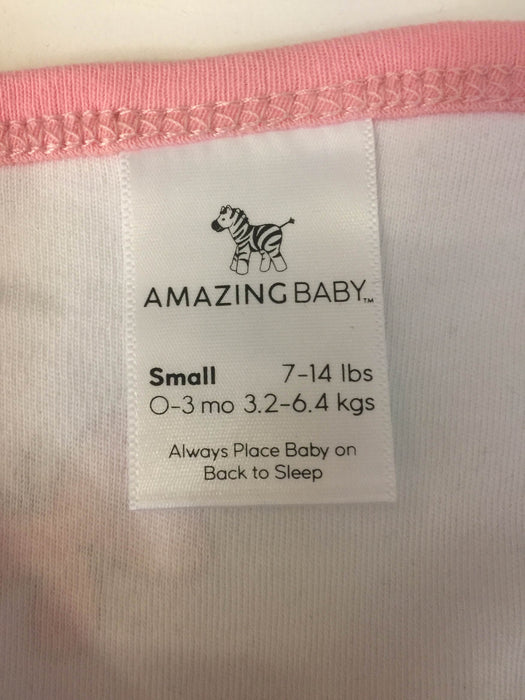 AMAZING BABY™
Small 7-14 lbs
0-3 mo 3.2-6.4 kgs
Always Place Baby on
Back to Sleep